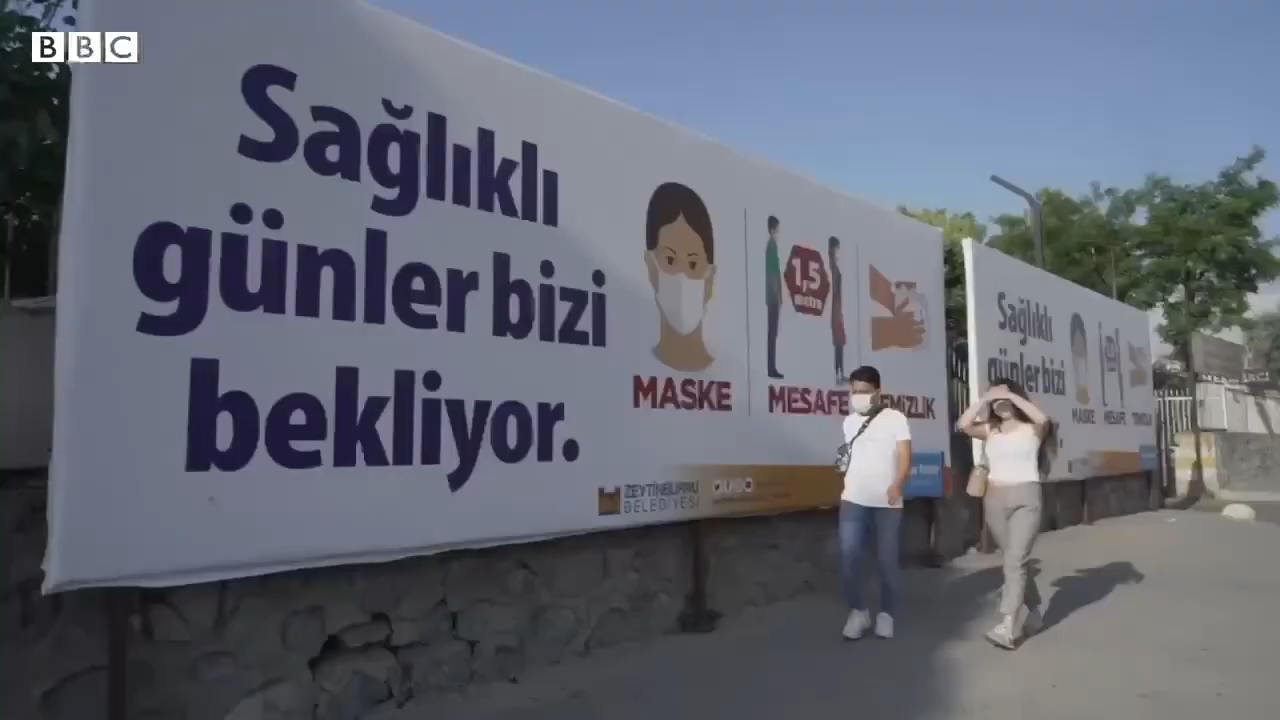 BBC
Sağlıklı
günler bizi
bekliyor.
1,5
metre
MASKE
MESAFE
TEMİZLİK
ZEYTİNBURNU
BELEDİYESİ
Sağlıklı
günler bizi
MASKE MESAFE TEMİZLİK